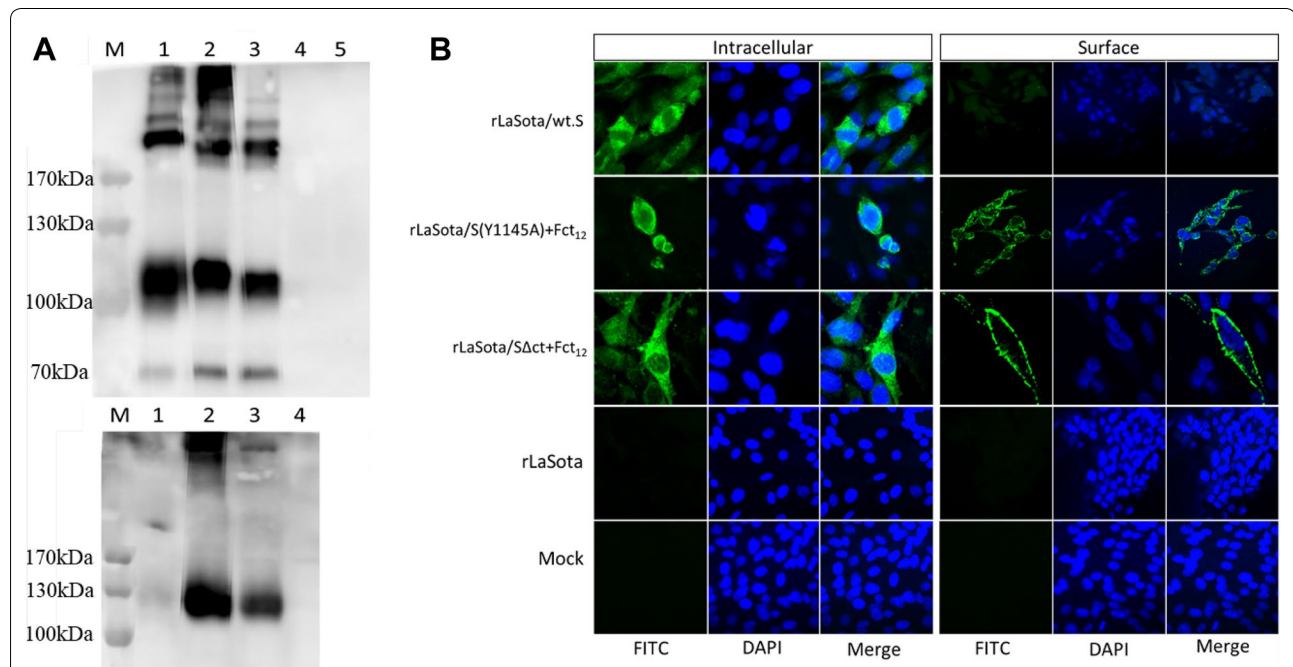 A
M 1 2 3 4 5
170kDa
130kDa
100kDa
70kDa
M 1 2 3 4
170kDa
130kDa
100kDa
B
Intracellular Surface
rLaSota/wt.S
rLaSota/S(Y1145A)+Fct12
rLaSota/SΔct+Fct12
rLaSota
Mock
FITC DAPI Merge FITC DAPI Merge